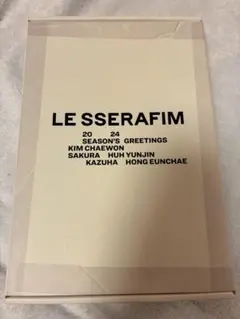 LE SSERAFIM
20 24
SEASON'S GREETINGS
KIM CHAEWON
SAKURA HUH YUNJIN
KAZUHA HONG EUNCHAE